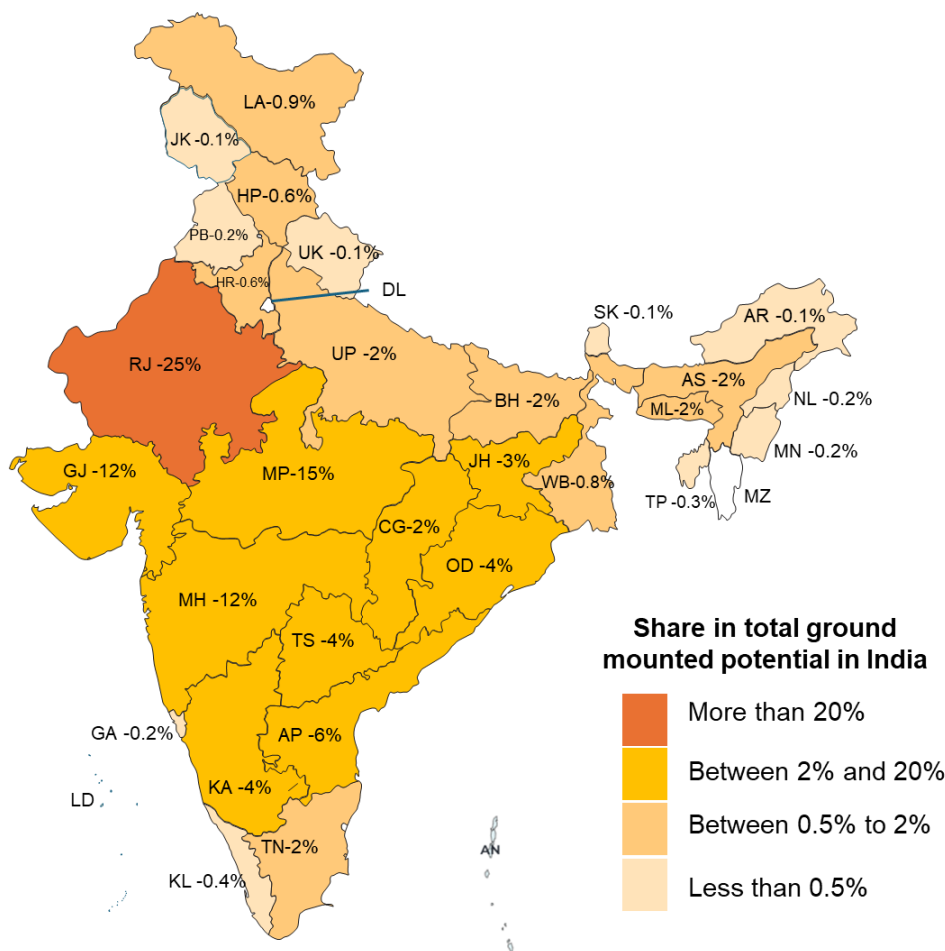 LA-0.9%
JK -0.1%
HP-0.6%
PB-0.2%
UK -0.1%
HR-0.6%
DL
SK -0.1%
AR -0.1%
RJ -25%
UP -2%
AS -2%
BH -2%
ML-2%
NL -0.2%
GJ -12%
MP-15%
JH -3%
MN -0.2%
WB-0.8%
TP -0.3%
MZ
CG-2%
OD -4%
MH -12%
TS -4%
Share in total ground
mounted potential in India
More than 20%
GA -0.2%
AP -6%
Between 2% and 20%
KA -4%
LD
Between 0.5% to 2%
TN-2%
AN
KL -0.4%
Less than 0.5%